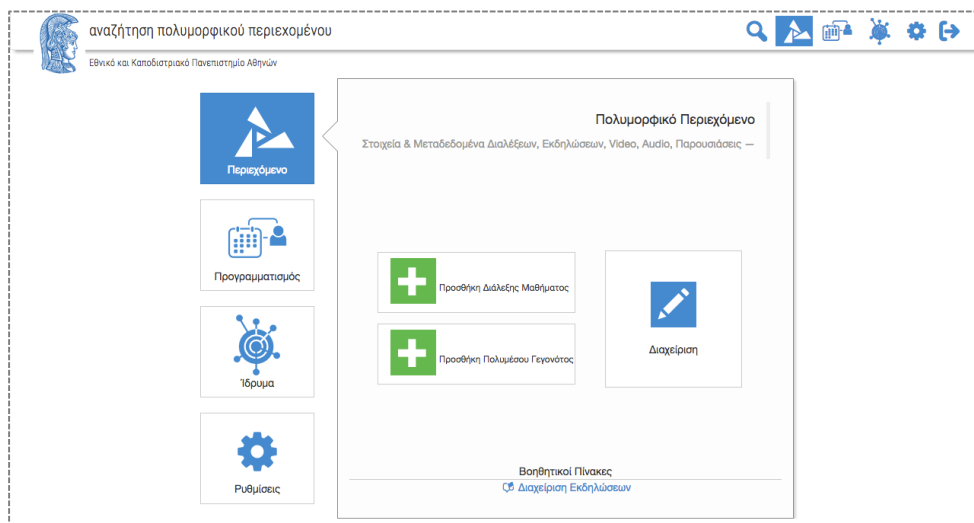 αναζήτηση πολυμορφικού περιεχομένου
Εθνικό και Καποδιστριακό Πανεπιστημίο Αθηνών
Περιεχόμενο
Προγραμματισμός
Ίδρυμα
Ρυθμίσεις
Πολυμορφικό Περιεχόμενο
Στοιχεία & Μεταδεδομένα Διαλέξεων, Εκδηλώσεων, Video, Audio, Παρουσιάσεις —
Προσθήκη Διάλεξης Μαθήματος
Προσθήκη Πολυμέσου Γεγονότος
Διαχείριση
Βοηθητικοί Πίνακες
Διαχείριση Εκδηλώσεων